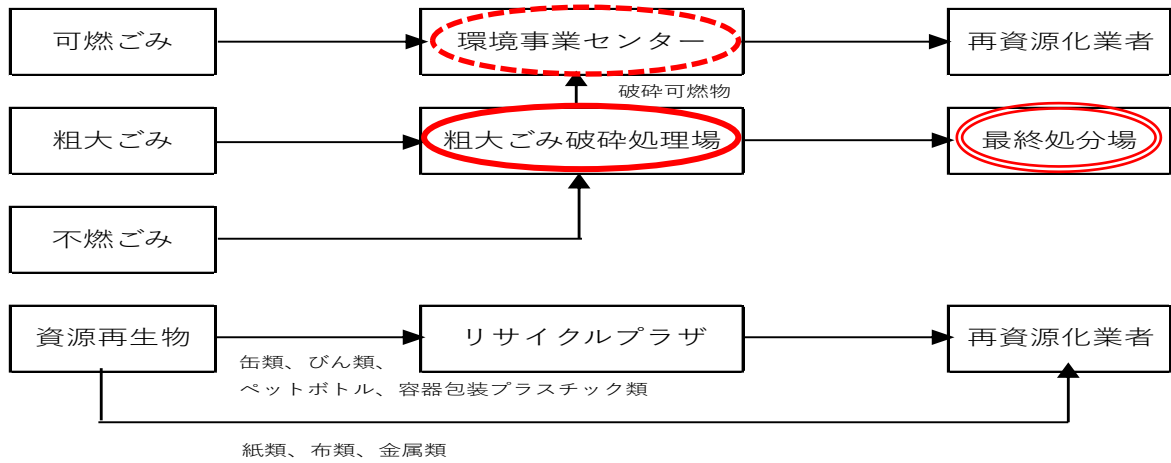 可燃ごみ
環境事業センター
再資源化業者
破砕可燃物
粗大ごみ
粗大ごみ破砕処理場
最終処分場
不燃ごみ
資源再生物
リサイクルプラザ
再資源化業者
缶類、びん類、
ペットボトル、容器包装プラスチック類
紙類、布類、金属類